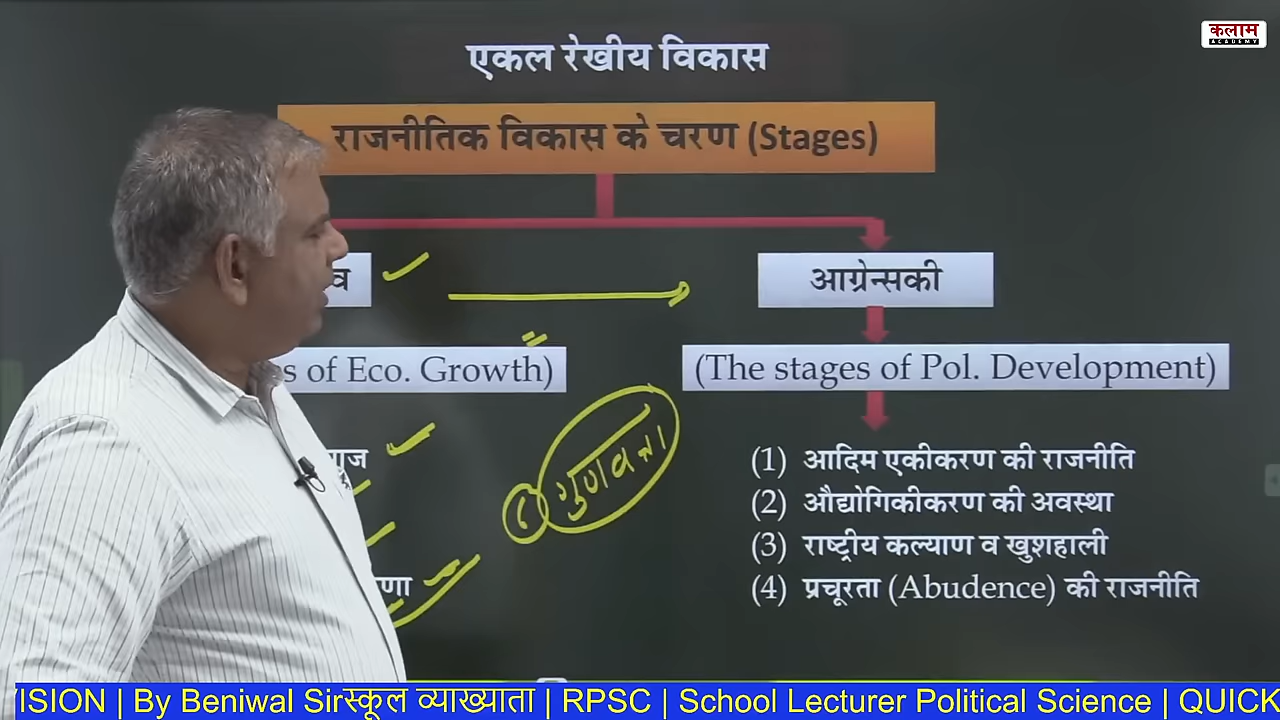 कलाम
ACADEMY
एकल रेखीय विकास
राजनीतिक विकास के चरण (Stages)
व
आग्रेन्सकी
s of Eco. Growth)
(The stages of Pol. Development)
(1) आदिम एकीकरण की राजनीति
(2) औद्योगिकीकरण की अवस्था
(3) राष्ट्रीय कल्याण व खुशहाली
(4) प्रचूरता (Abudence) की राजनीति
णा
गुणवत्ता
VISION | By Beniwal Sirस्कूल व्याख्याता | RPSC | School Lecturer Political Science | QUICK